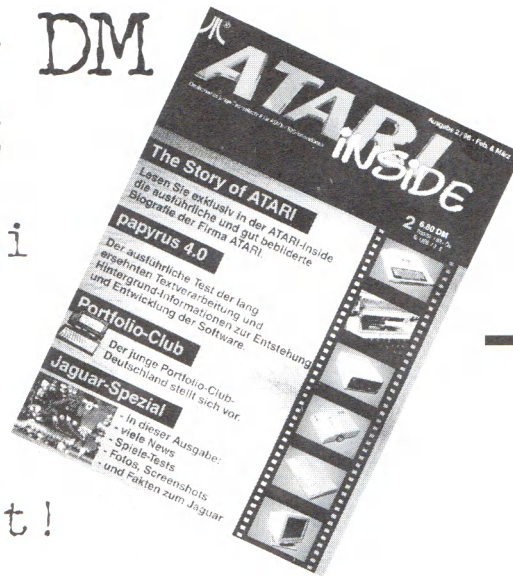 DM
i
t!
ATARI
INSIDE
Ausgabe 2/96 - Feb. & März
2 6.80 DM
The Story of ATARI
Lesen Sie exklusiv in der ATARI-Inside
die ausführliche und gut bebilderte
Biografie der Firma ATARI.
papyrus 4.0
Der ausführliche Test der lang
ersehnten Textverarbeitung und
Hintergrund-Informationen zur Entstehung
und Entwicklung der Software.
Portfolio-Club
Der junge Portfolio-Club-
Deutschland stellt sich vor.
Jaguar-Spezial
- In dieser Ausgabe:
- viele News
- Spiele-Tests
- Fotos, Screenshots
- und Fakten zum Jaguar